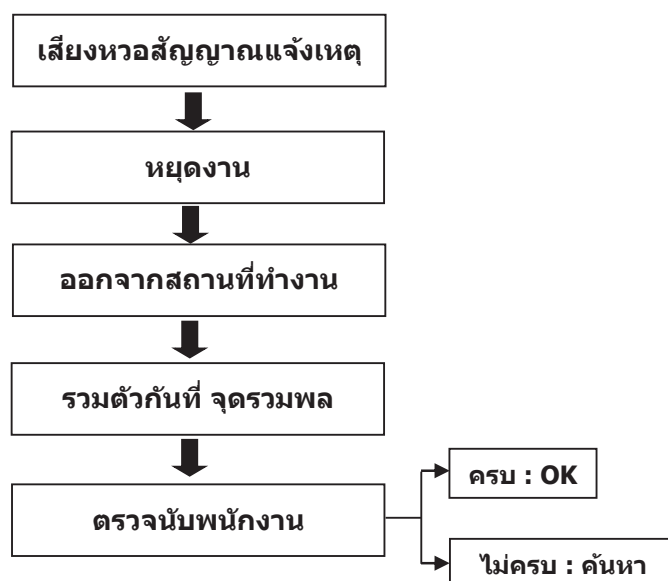 เสียงหวอสัญญาณแจ้งเหตุ
หยุดงาน
ออกจากสถานที่ทำงาน
รวมตัวกันที่ จุดรวมพล
ตรวจนับพนักงาน
ครบ : OK
ไม่ครบ : ค้นหา